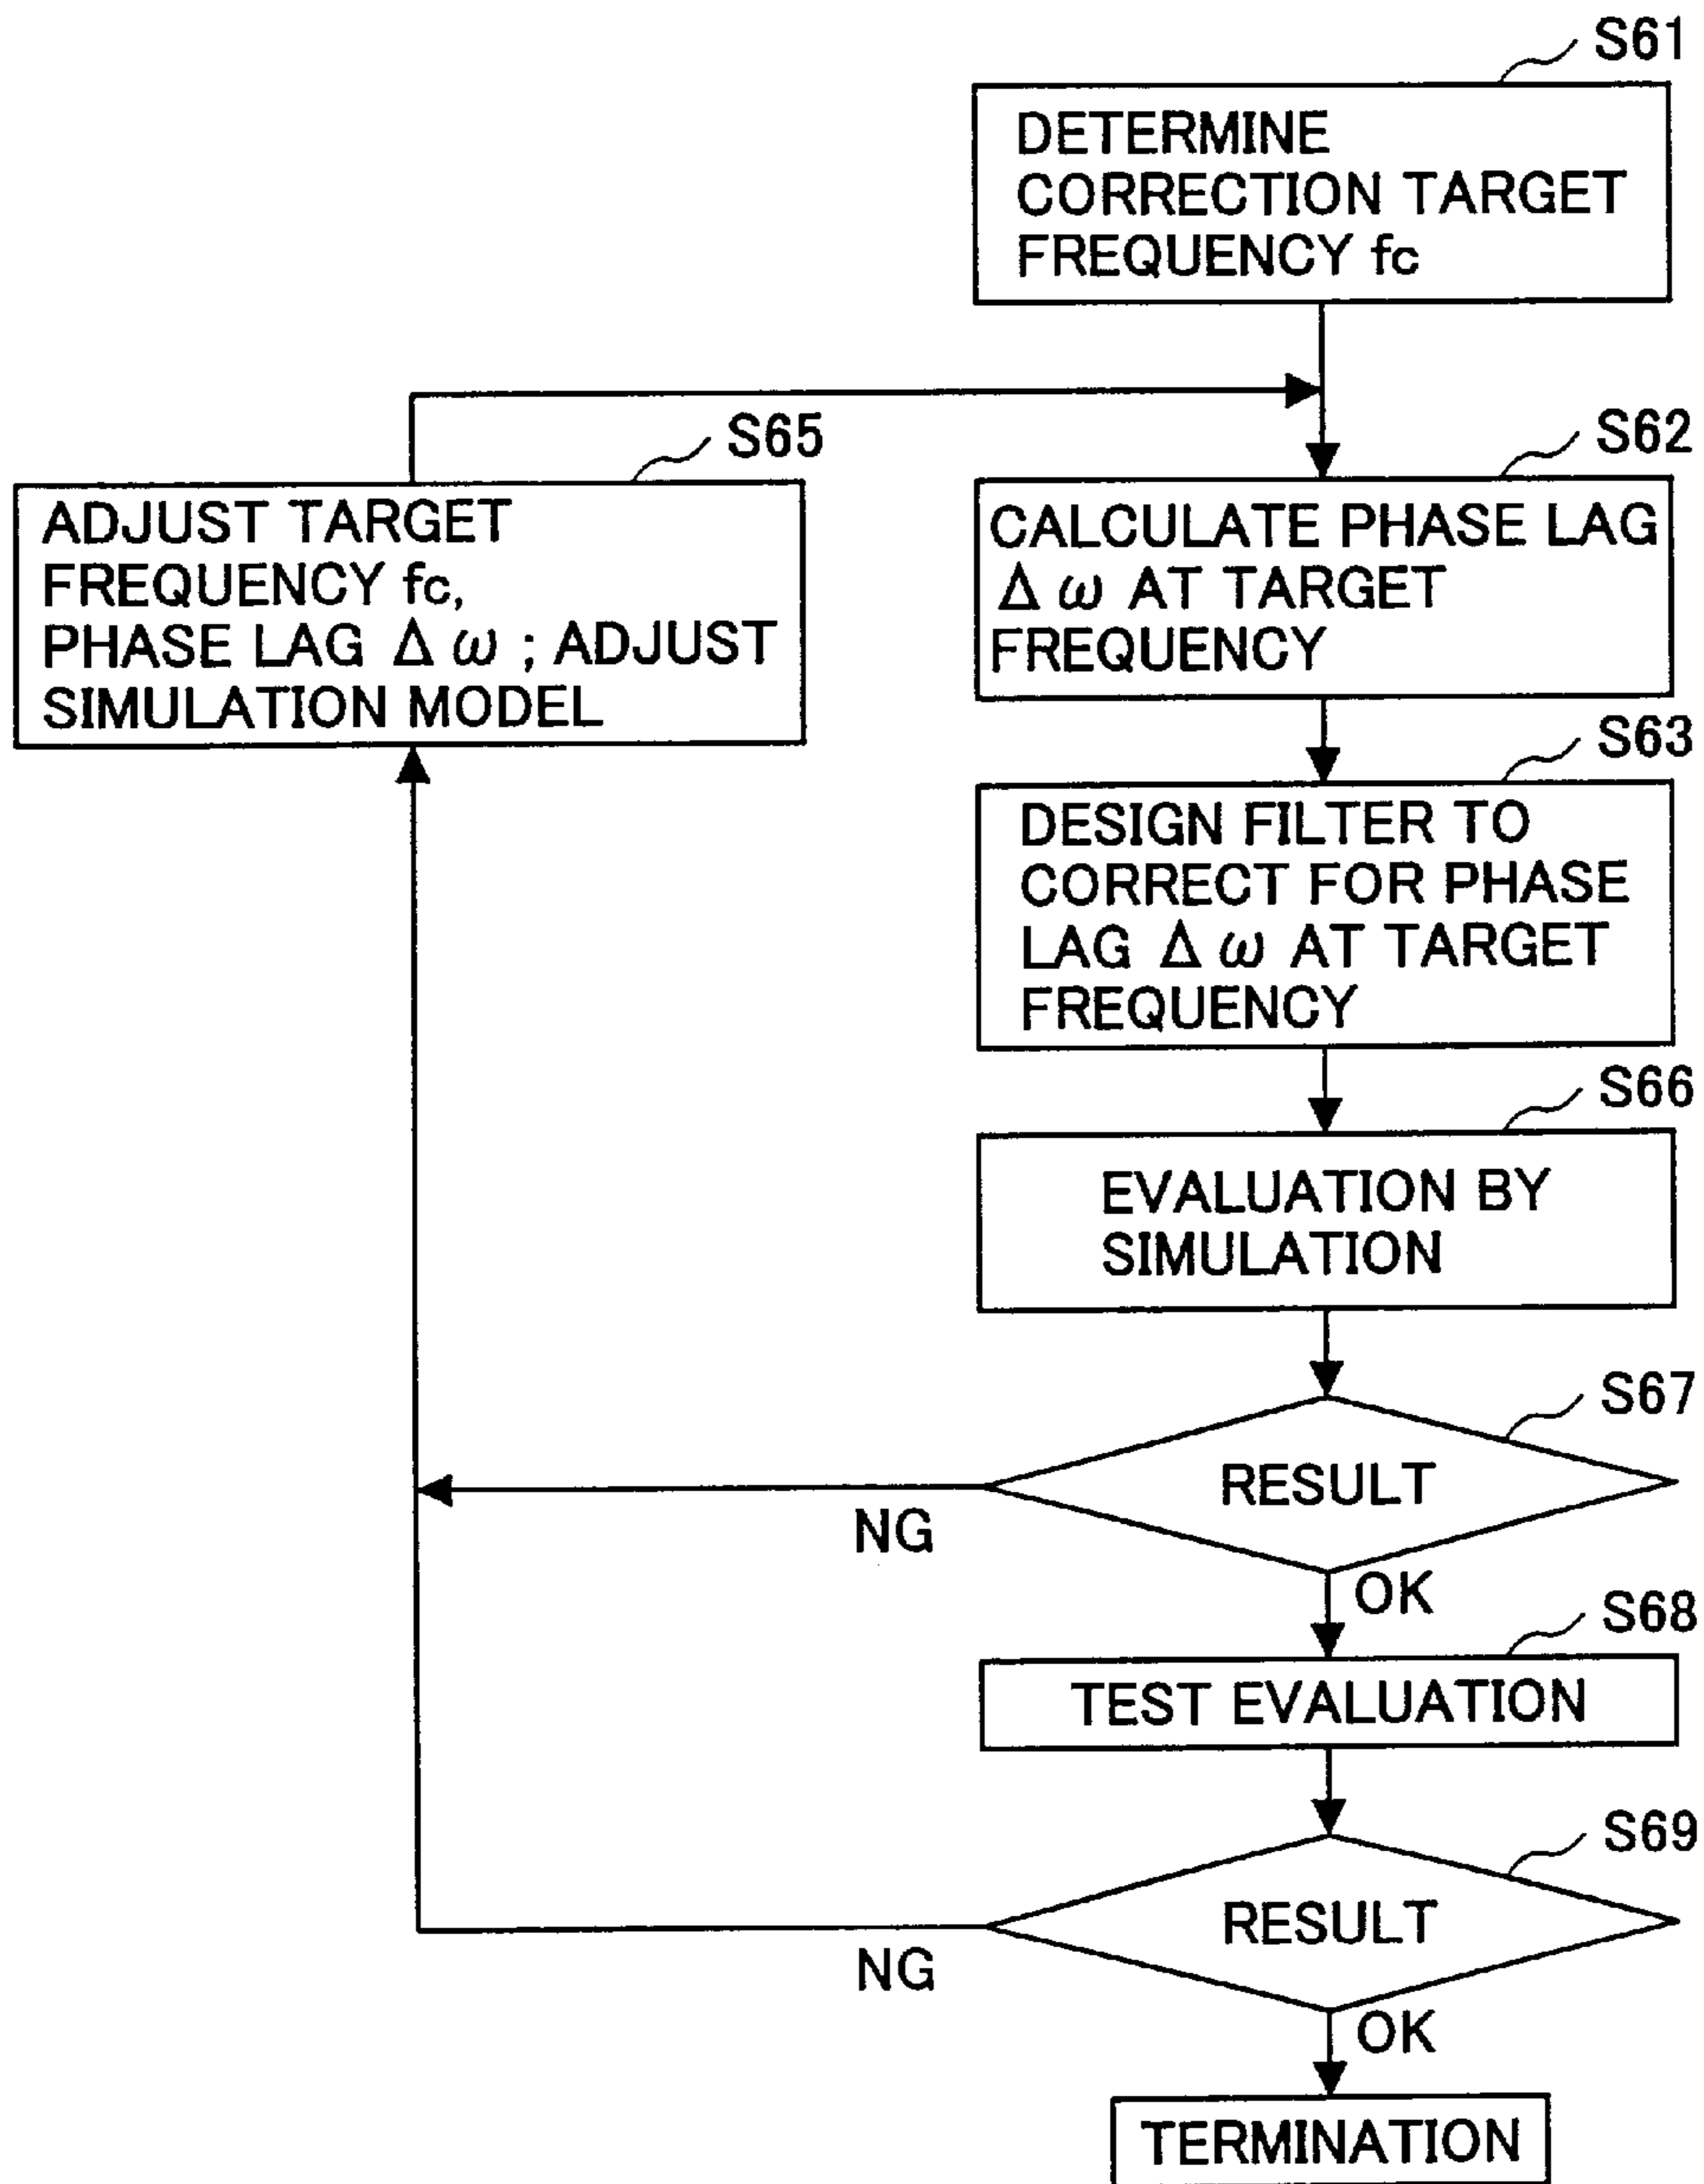 S61
DETERMINE
CORRECTION TARGET
FREQUENCY fc
S65
ADJUST TARGET
FREQUENCY fc,
PHASE LAG Δω ; ADJUST
SIMULATION MODEL
S62
CALCULATE PHASE LAG
Δω AT TARGET
FREQUENCY
S63
DESIGN FILTER TO
CORRECT FOR PHASE
LAG Δω AT TARGET
FREQUENCY
S66
EVALUATION BY
SIMULATION
S67
RESULT
NG
OK
S68
TEST EVALUATION
S69
RESULT
NG
OK
TERMINATION